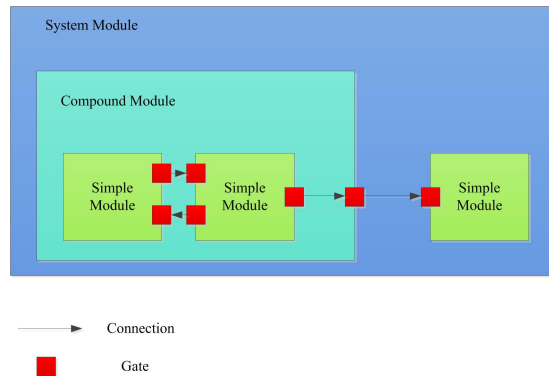 System Module
Compound Module
Simple
Module
Simple
Module
Simple
Module
Connection
Gate